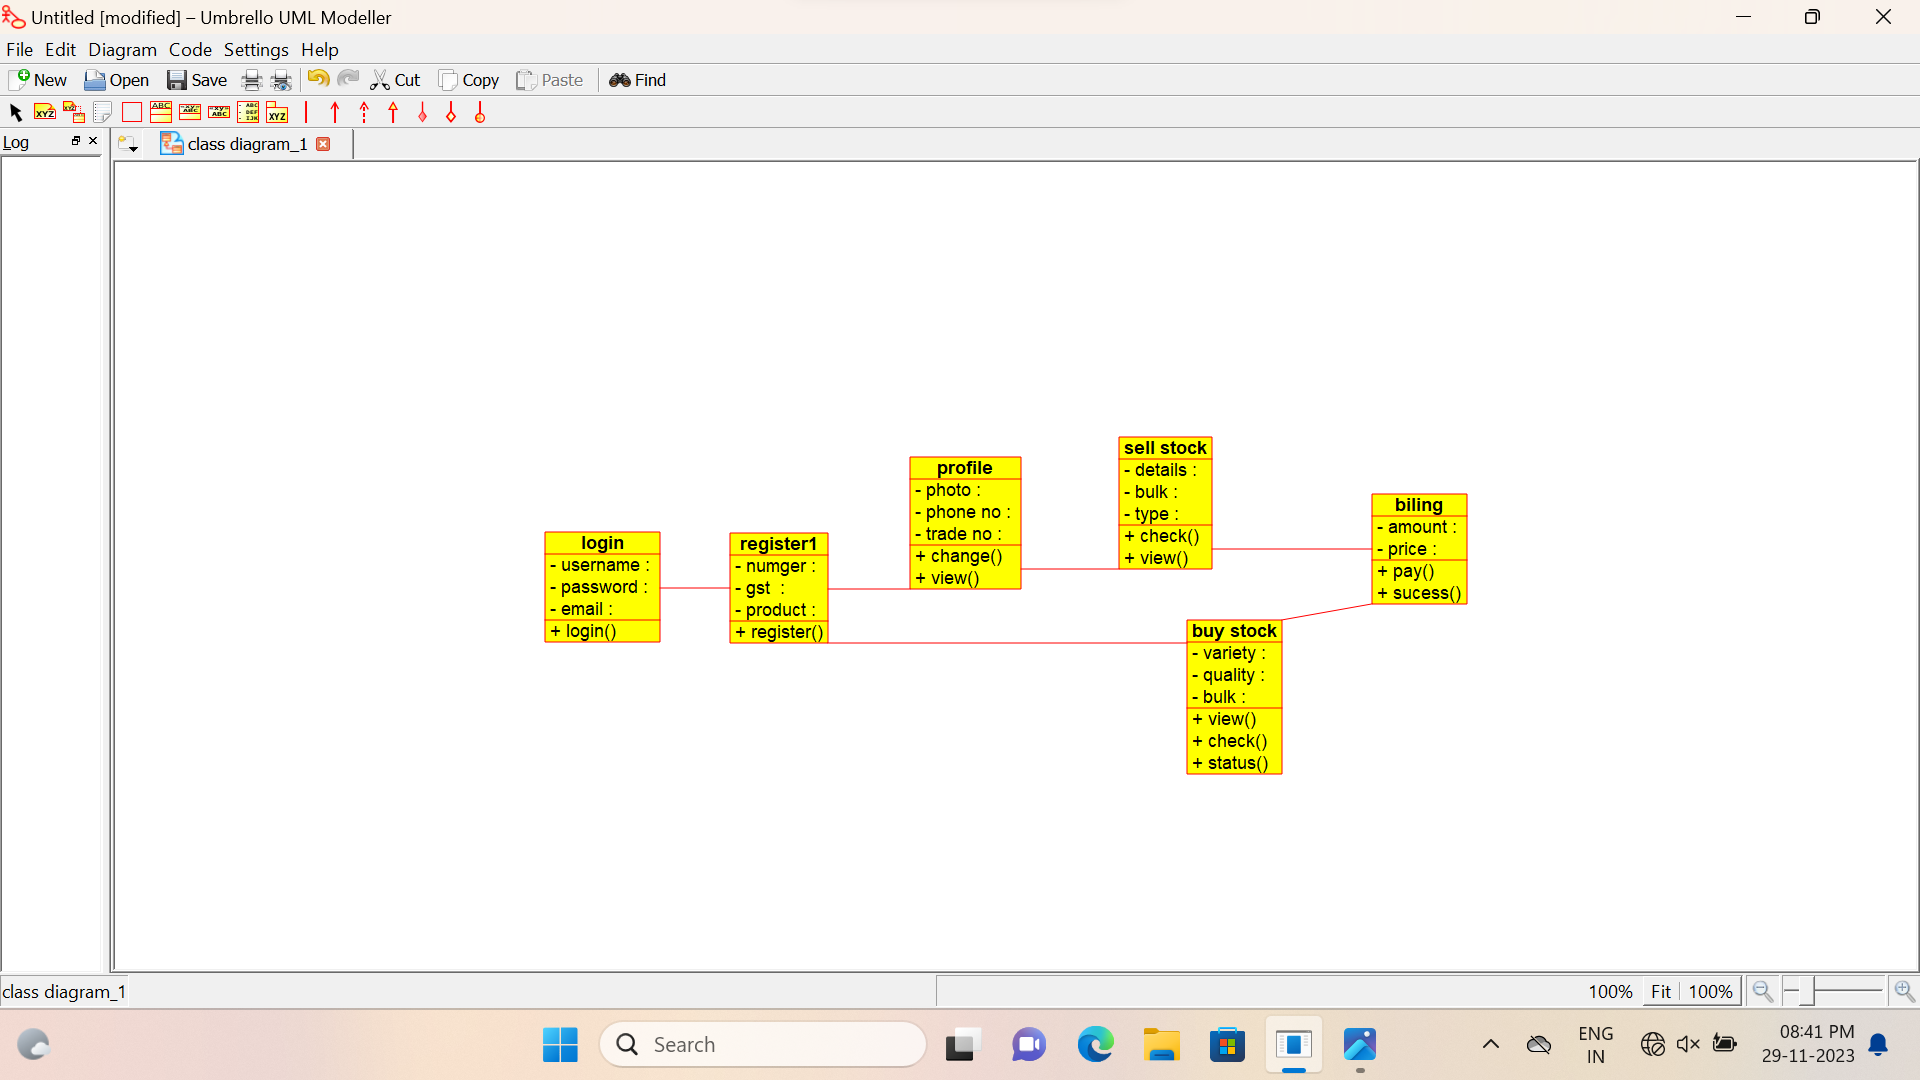 Untitled [modified] – Umbrello UML Modeller
File Edit Diagram Code Settings Help
New Open Save Cut Copy Paste Find
XYZ
ABC
XYZ
Log
class diagram_1
sell stock
- details :
- bulk :
- type :
+ check()
+ view()
profile
- photo :
- phone no :
- trade no :
+ change()
+ view()
biling
- amount :
- price :
+ pay()
+ sucess()
login
- username :
- password :
- email :
+ login()
register1
- numger :
- gst :
- product :
+ register()
buy stock
- variety :
- quality :
- bulk :
+ view()
+ check()
+ status()
class diagram_1
100% Fit 100%
Search
ENG
IN
08:41 PM
29-11-2023